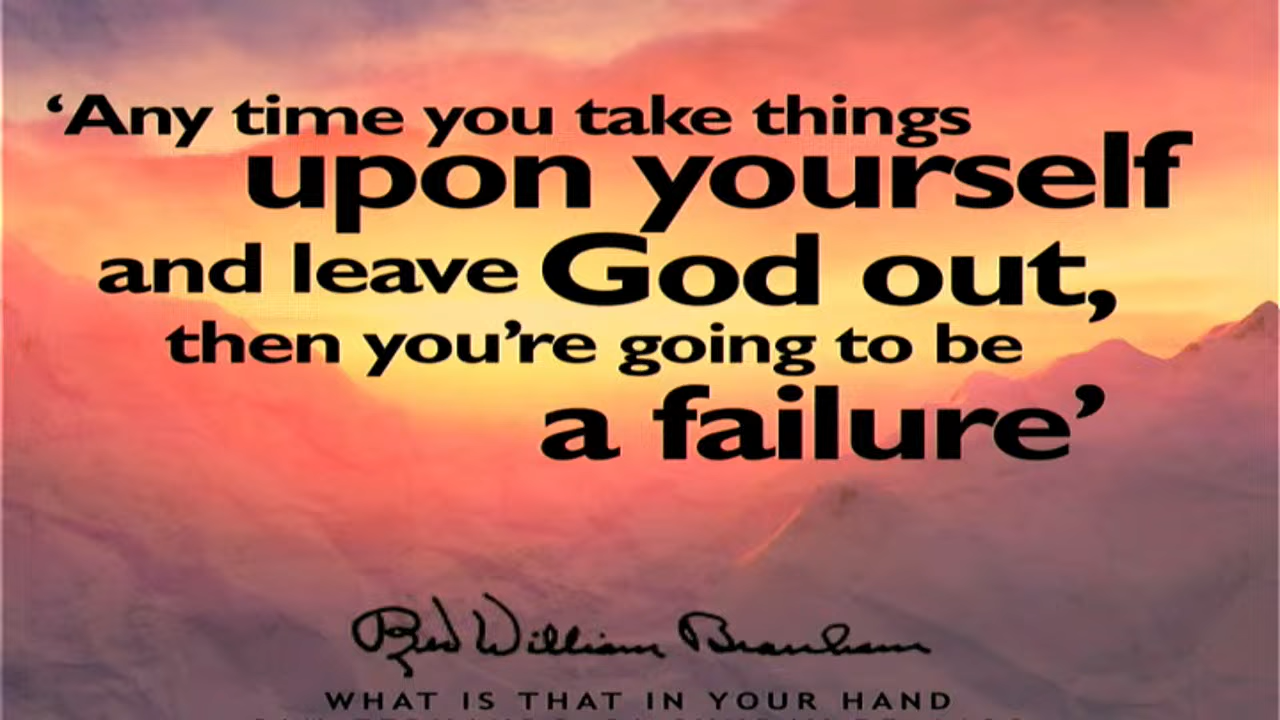 ‘Any time you take things
upon yourself
and leave God out,
then you’re going to be
a failure’
William Branham
WHAT IS THAT IN YOUR HAND